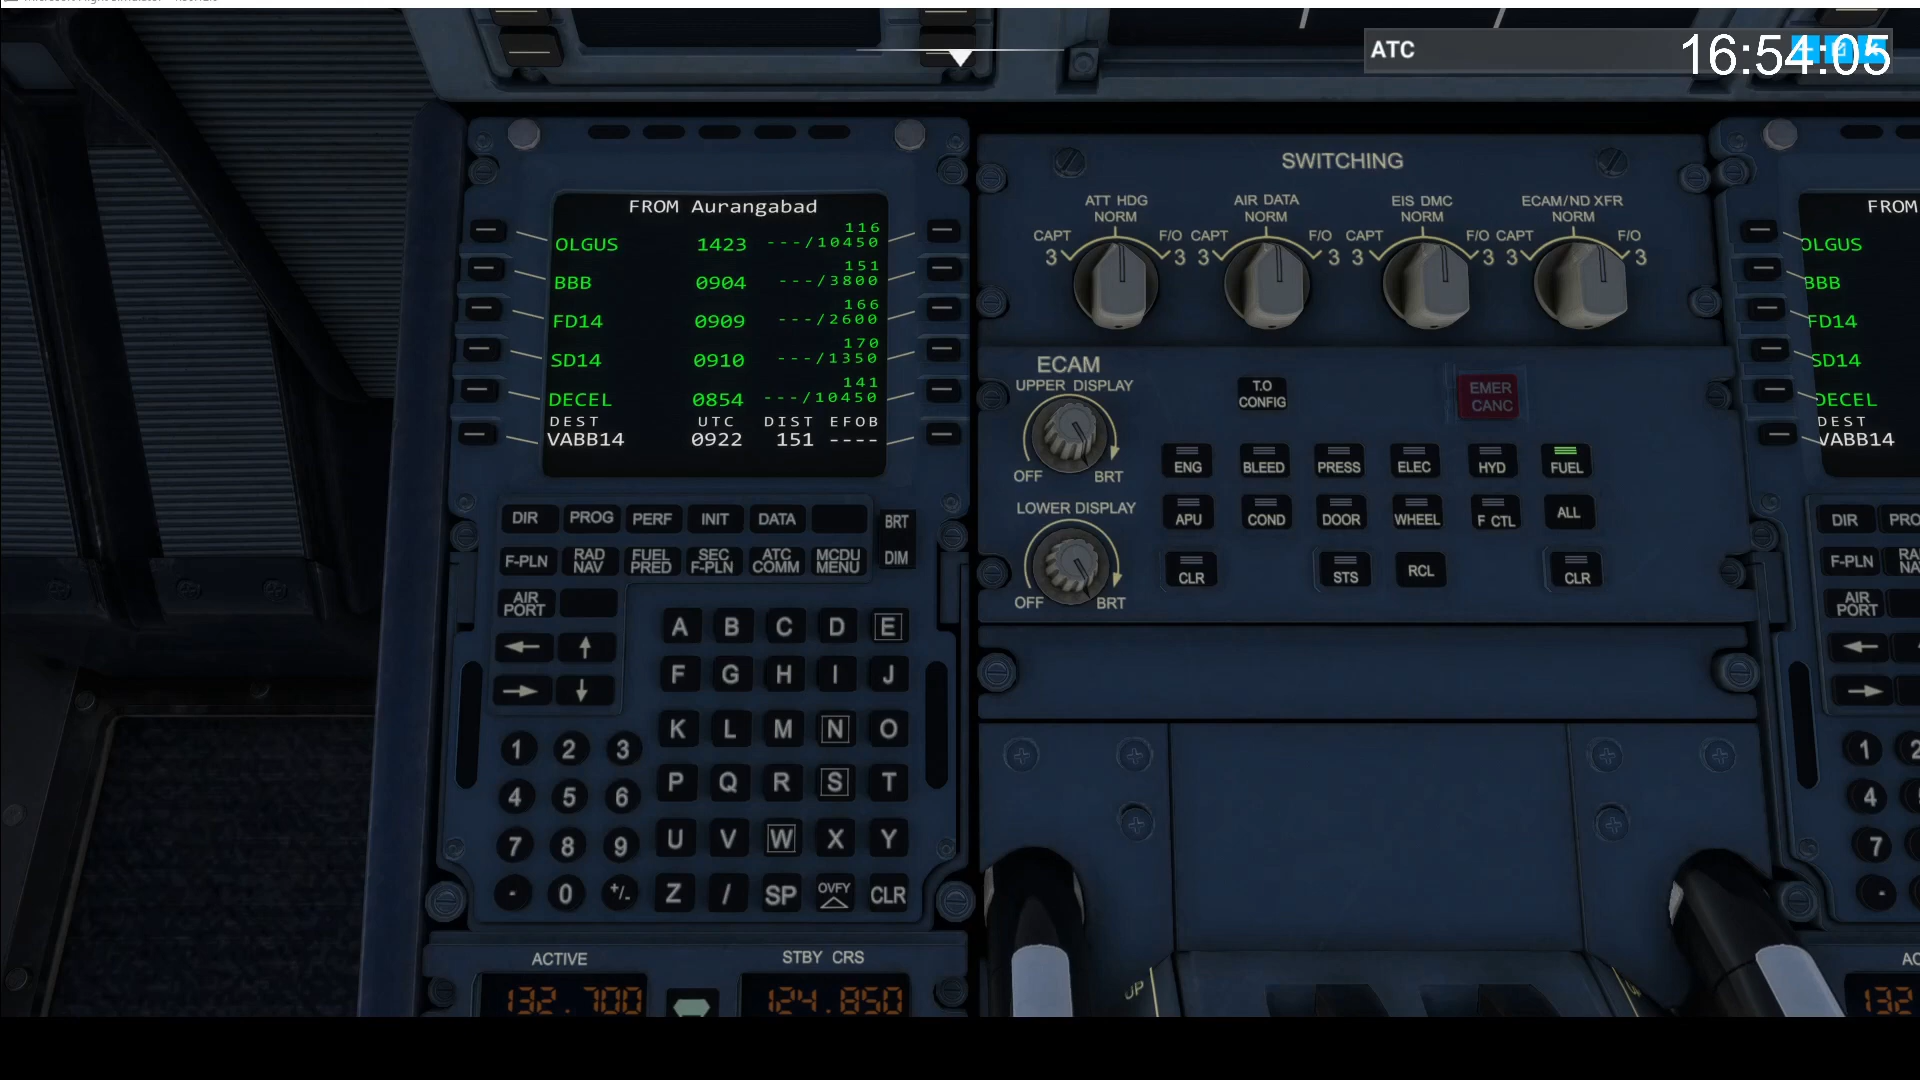 ATC
16:54:05
FROM Aurangabad
116
OLGUS 1423 ---/10450
151
BBB 0904 ---/3800
166
FD14 0909 ---/2600
170
SD14 0910 ---/1350
141
DECEL 0854 ---/10450
DEST UTC DIST EFOB
VABB14 0922 151 ----
DIR PROG PERF INIT DATA
BRT
DIM
F-PLN RAD NAV FUEL PRED SEC F-PLN ATC COMM MCDU MENU
AIR PORT
A B C D E
F G H I J
K L M N O
P Q R S T
U V W X Y
Z / SP OVFY CLR
1 2 3
4 5 6
7 8 9
. 0 +/-
ACTIVE STBY CRS
132.700 124.850
SWITCHING
ATT HDG AIR DATA EIS DMC ECAM/ND XFR
NORM NORM NORM NORM
CAPT F/O CAPT F/O CAPT F/O CAPT F/O
3 3 3 3 3 3 3 3
ECAM
UPPER DISPLAY
OFF BRT
LOWER DISPLAY
OFF BRT
T.O
CONFIG
EMER
CANC
ENG BLEED PRESS ELEC HYD FUEL
APU COND DOOR WHEEL F CTL ALL
CLR STS RCL CLR
UP
FROM
OLGUS
BBB
FD14
SD14
DECEL
DEST
VABB14
DIR
F-PLN
AIR PORT
1
4
7
.
132